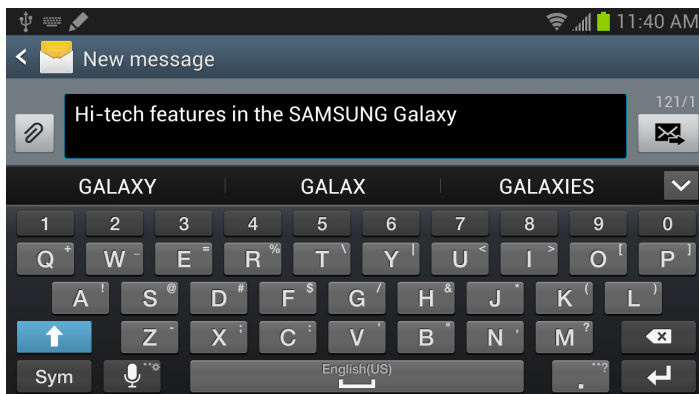 11:40 AM
New message
Hi-tech features in the SAMSUNG Galaxy
121/1
GALAXY GALAX GALAXIES
1 2 3 4 5 6 7 8 9 0
Q + W - E = R % T \ Y | U < I > O [ P ]
A ! S @ D # F $ G / H & J * K ( L )
Z - X ; C : V ' B " N , M ?
Sym English(US) . ?